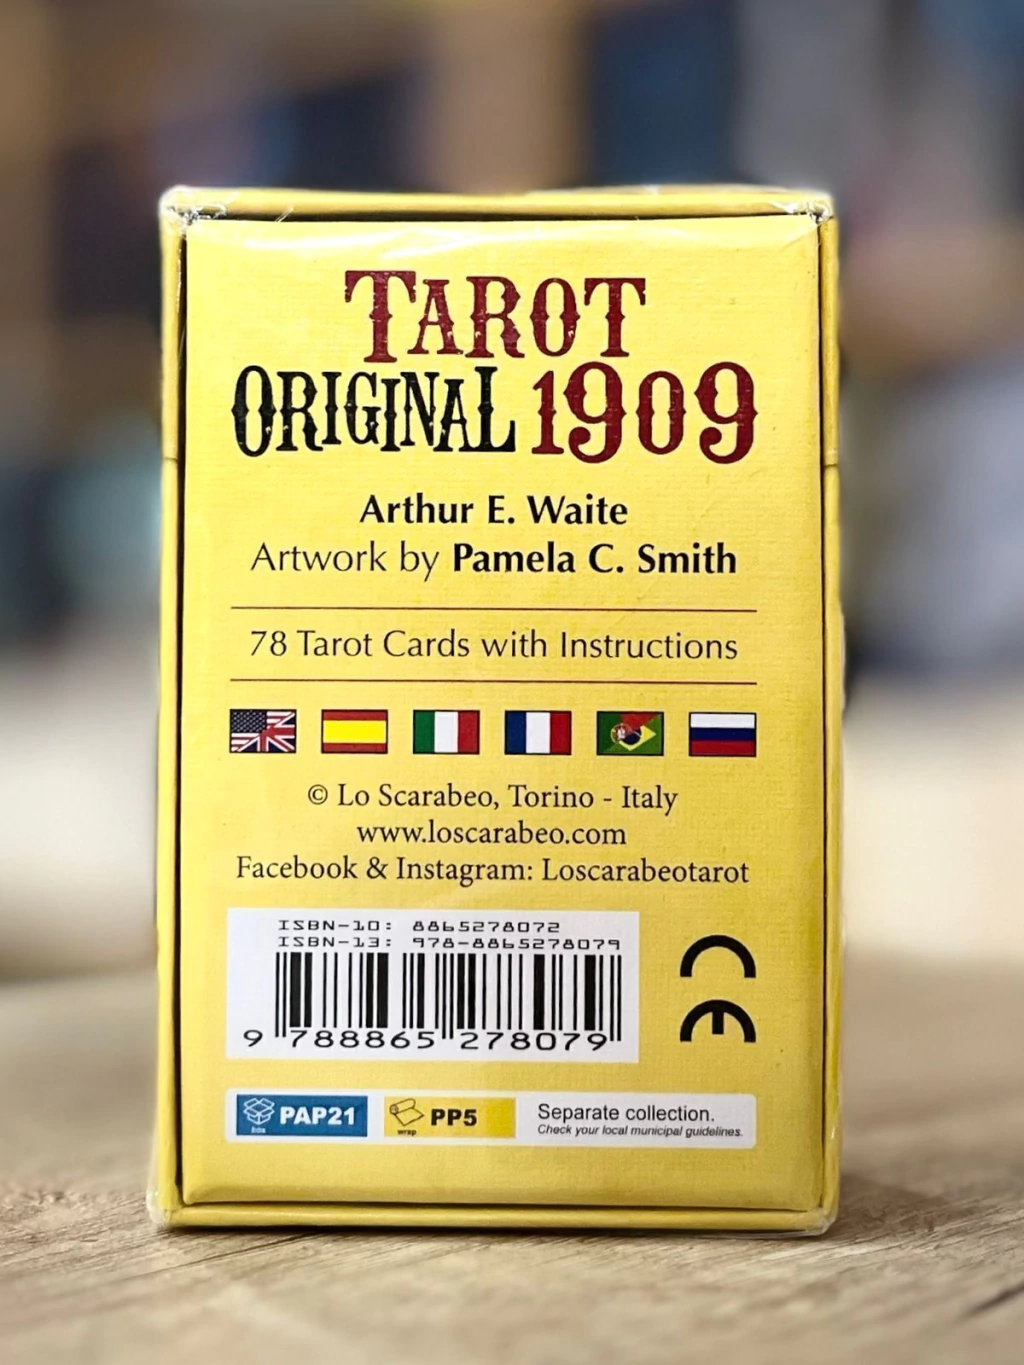 TAROT
ORIGINAL 1909
Arthur E. Waite
Artwork by Pamela C. Smith
78 Tarot Cards with Instructions
© Lo Scarabeo, Torino - Italy
www.loscarabeo.com
Facebook & Instagram: Loscarabeotarot
ISBN-10: 8865278072
ISBN-13: 978-8865278079
9 788865 278079
CE
box PAP21
wrap PP5
Separate collection.
Check your local municipal guidelines.